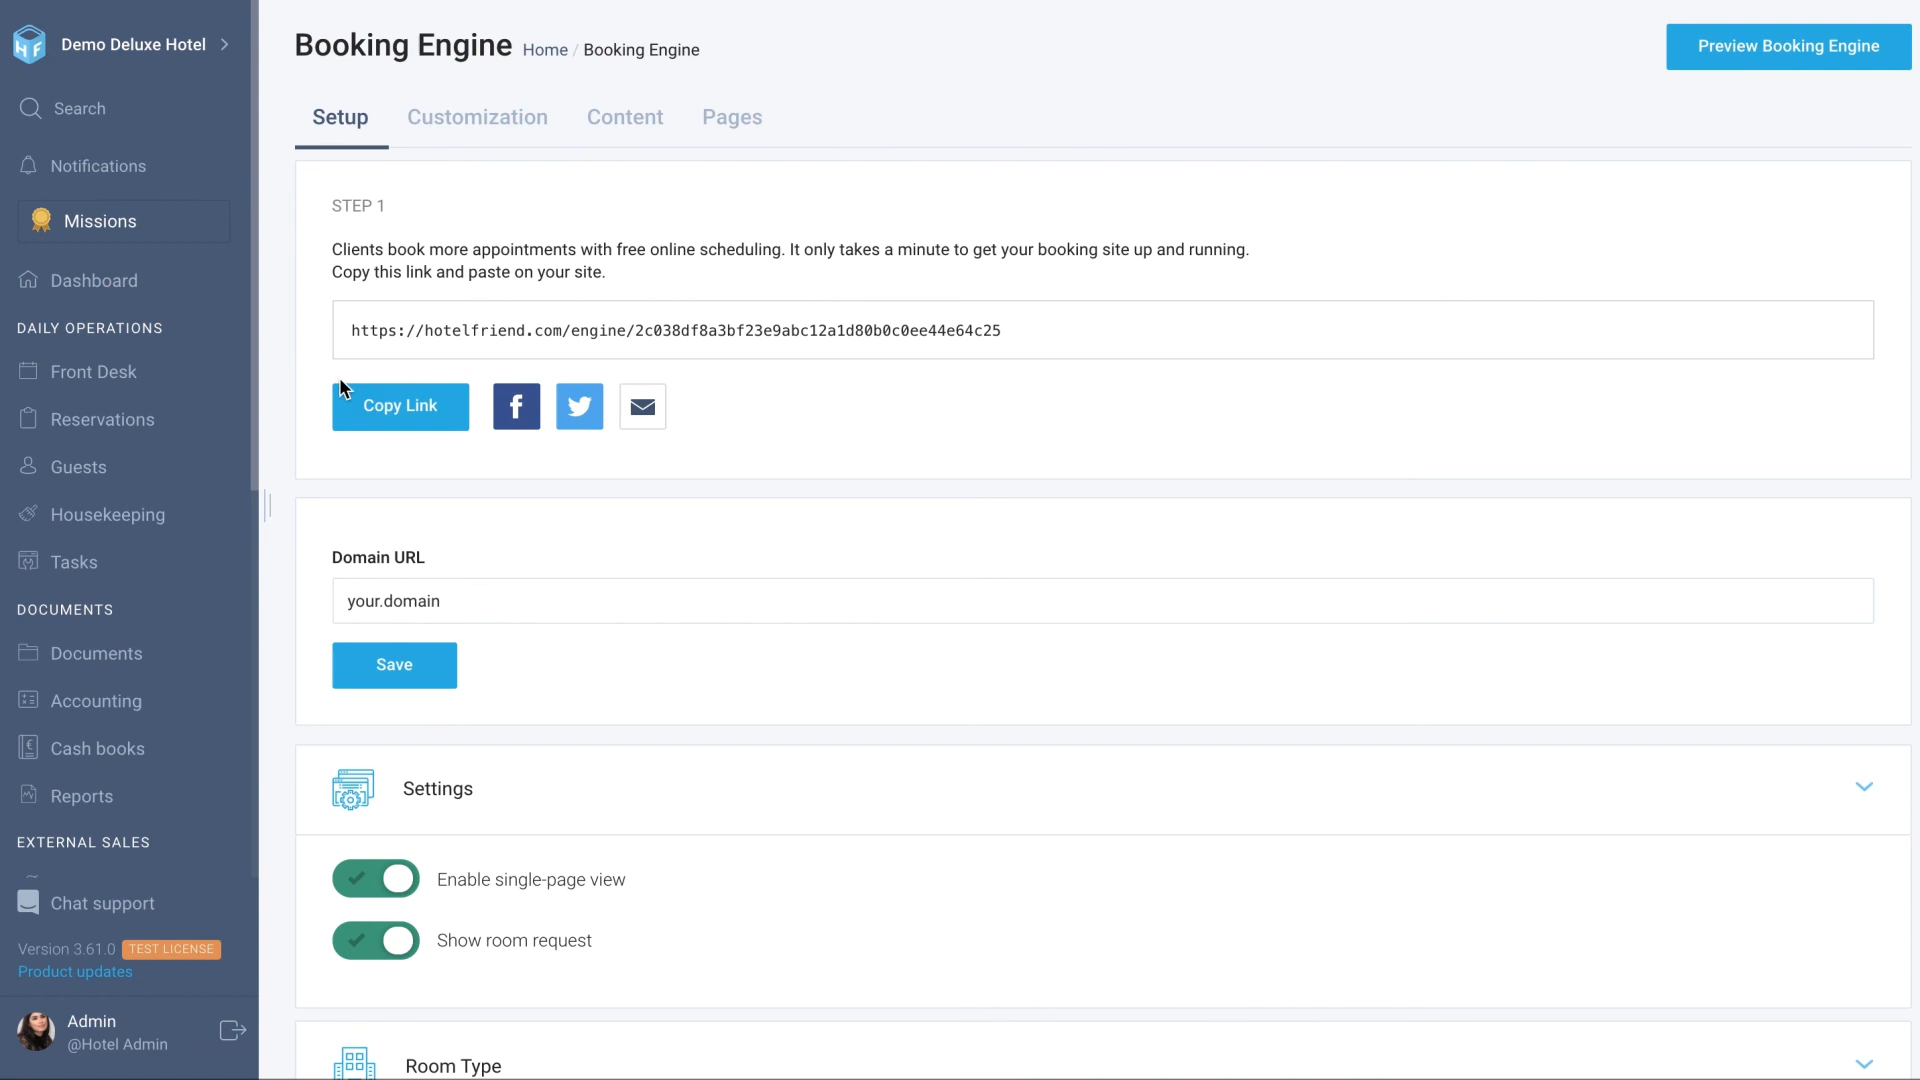 Demo Deluxe Hotel
Search
Notifications
Missions
Dashboard
DAILY OPERATIONS
Front Desk
Reservations
Guests
Housekeeping
Tasks
DOCUMENTS
Documents
Accounting
Cash books
Reports
EXTERNAL SALES
Chat support
Version 3.61.0 TEST LICENSE
Product updates
Admin
@Hotel Admin
Booking Engine Home / Booking Engine
Preview Booking Engine
Setup Customization Content Pages
STEP 1
Clients book more appointments with free online scheduling. It only takes a minute to get your booking site up and running.
Copy this link and paste on your site.
https://hotelfriend.com/engine/2c038df8a3bf23e9abc12a1d80b0c0ee44e64c25
Copy Link
Domain URL
your.domain
Save
Settings
Enable single-page view
Show room request
Room Type